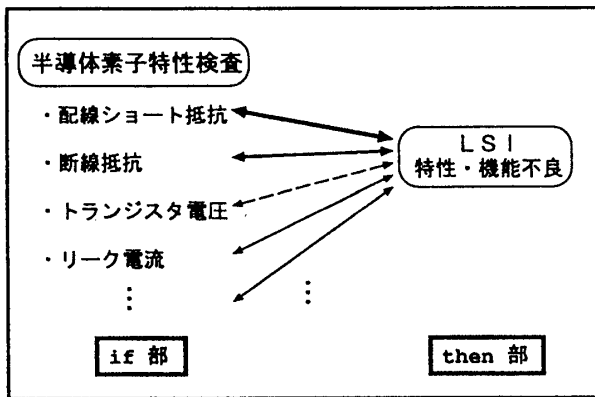 半導体素子特性検査
・配線ショート抵抗
・断線抵抗
・トランジスタ電圧
・リーク電流
⋮
⋮
LSI
特性・機能不良
if 部
then 部